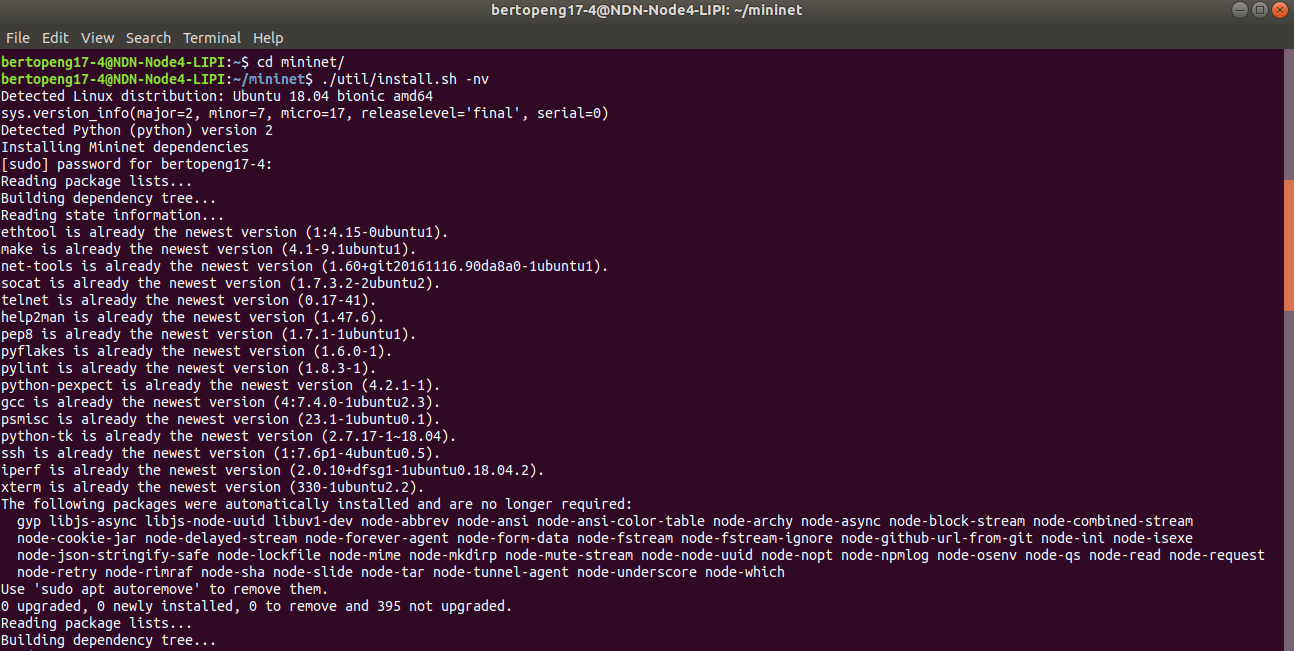 bertopeng17-4@NDN-Node4-LIPI: ~/mininet
File Edit View Search Terminal Help
bertopeng17-4@NDN-Node4-LIPI:~$ cd mininet/
bertopeng17-4@NDN-Node4-LIPI:~/mininet$ ./util/install.sh -nv
Detected Linux distribution: Ubuntu 18.04 bionic amd64
sys.version_info(major=2, minor=7, micro=17, releaselevel='final', serial=0)
Detected Python (python) version 2
Installing Mininet dependencies
[sudo] password for bertopeng17-4:
Reading package lists...
Building dependency tree...
Reading state information...
ethtool is already the newest version (1:4.15-0ubuntu1).
make is already the newest version (4.1-9.1ubuntu1).
net-tools is already the newest version (1.60+git20161116.90da8a0-1ubuntu1).
socat is already the newest version (1.7.3.2-2ubuntu2).
telnet is already the newest version (0.17-41).
help2man is already the newest version (1.47.6).
pep8 is already the newest version (1.7.1-1ubuntu1).
pyflakes is already the newest version (1.6.0-1).
pylint is already the newest version (1.8.3-1).
python-pexpect is already the newest version (4.2.1-1).
gcc is already the newest version (4:7.4.0-1ubuntu2.3).
psmisc is already the newest version (23.1-1ubuntu0.1).
python-tk is already the newest version (2.7.17-1~18.04).
ssh is already the newest version (1:7.6p1-4ubuntu0.5).
iperf is already the newest version (2.0.10+dfsg1-1ubuntu0.18.04.2).
xterm is already the newest version (330-1ubuntu2.2).
The following packages were automatically installed and are no longer required:
gyp libjs-async libjs-node-uuid libuv1-dev node-abbrev node-ansi node-ansi-color-table node-archy node-async node-block-stream node-combined-stream
node-cookie-jar node-delayed-stream node-forever-agent node-form-data node-fstream node-fstream-ignore node-github-url-from-git node-ini node-isexe
node-json-stringify-safe node-lockfile node-mime node-mkdirp node-mute-stream node-node-uuid node-nopt node-npmlog node-osenv node-qs node-read node-request
node-retry node-rimraf node-sha node-slide node-tar node-tunnel-agent node-underscore node-which
Use 'sudo apt autoremove' to remove them.
0 upgraded, 0 newly installed, 0 to remove and 395 not upgraded.
Reading package lists...
Building dependency tree...